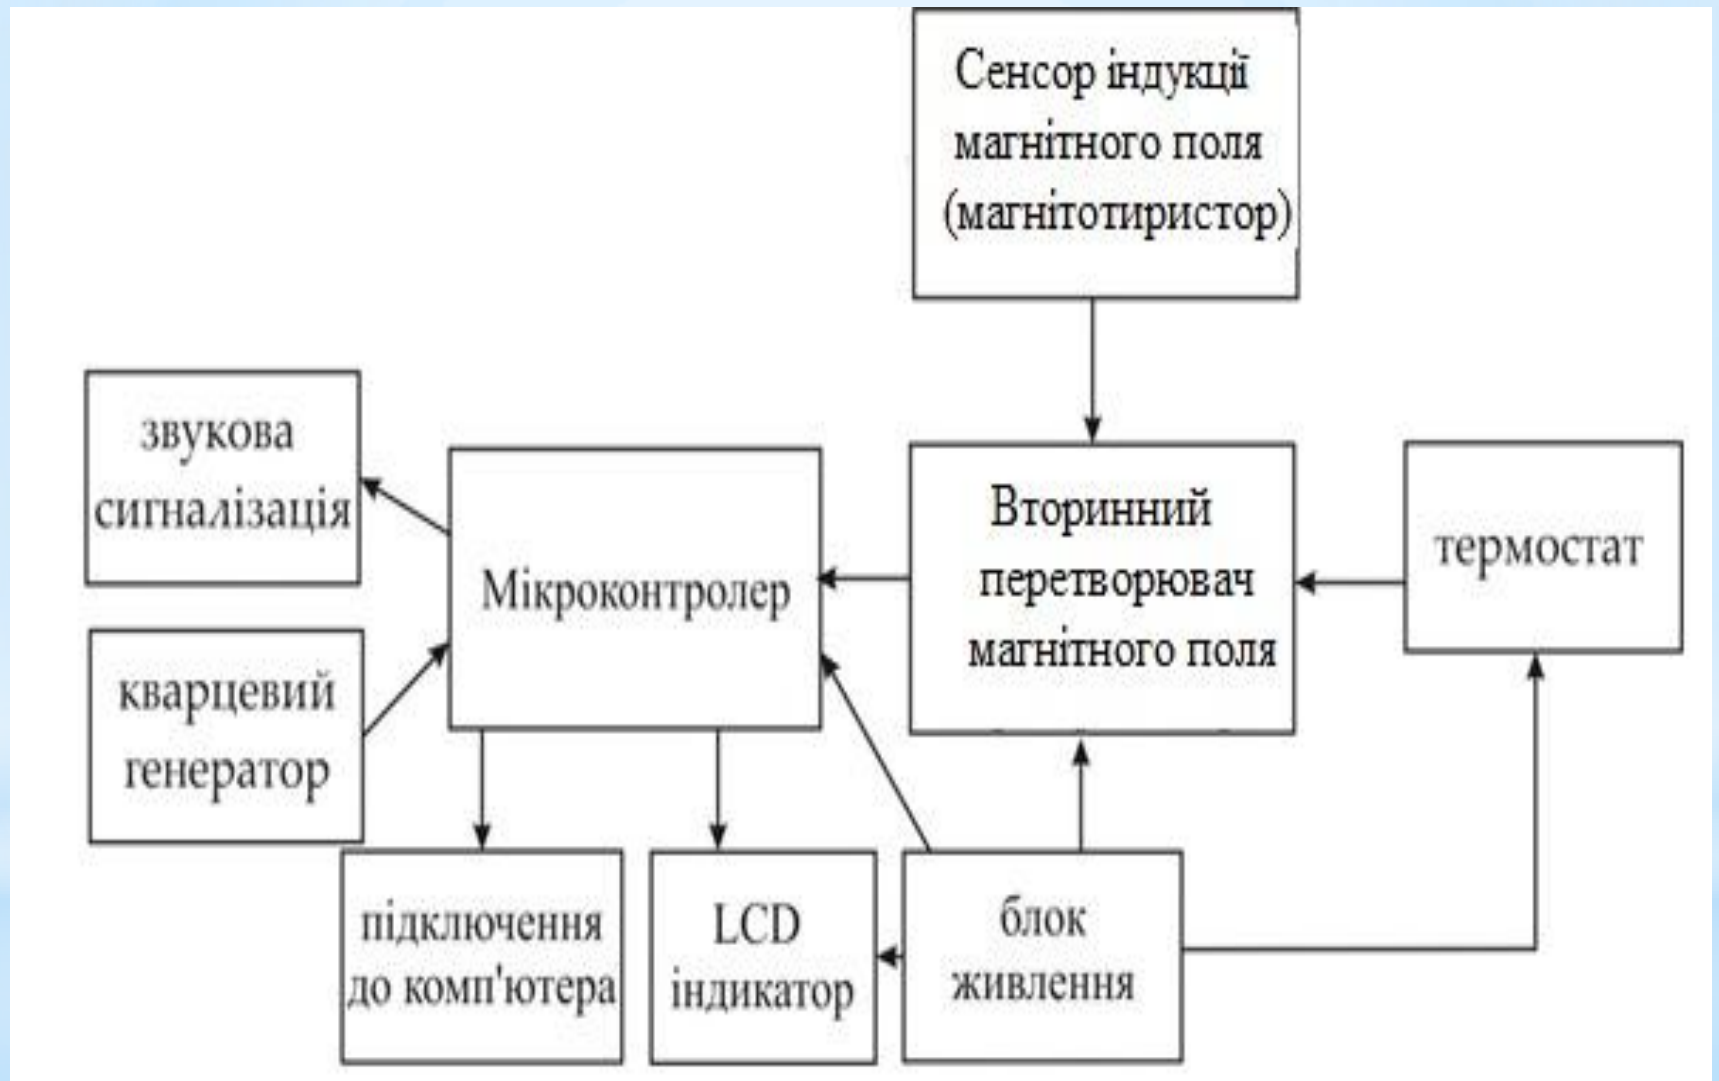 Сенсор індукції
магнітного поля
(магнітотиристор)
звукова
сигналізація
Мікроконтролер
Вторинний
перетворювач
магнітного поля
термостат
кварцевий
генератор
підключення
до комп'ютера
LCD
індикатор
блок
живлення